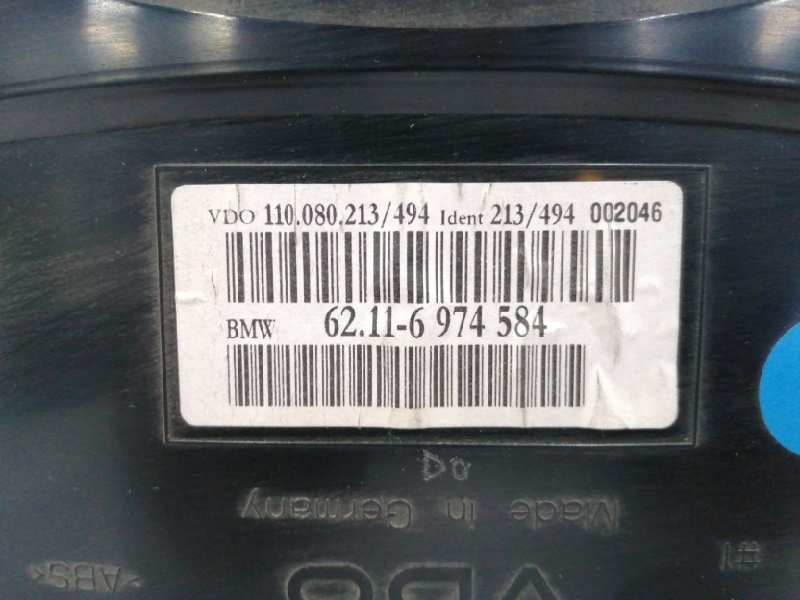 VDO 110.080.213/494 Ident 213/494 002046
BMW 62.11-6 974 584
Made in Germany
>ABS<
VDO